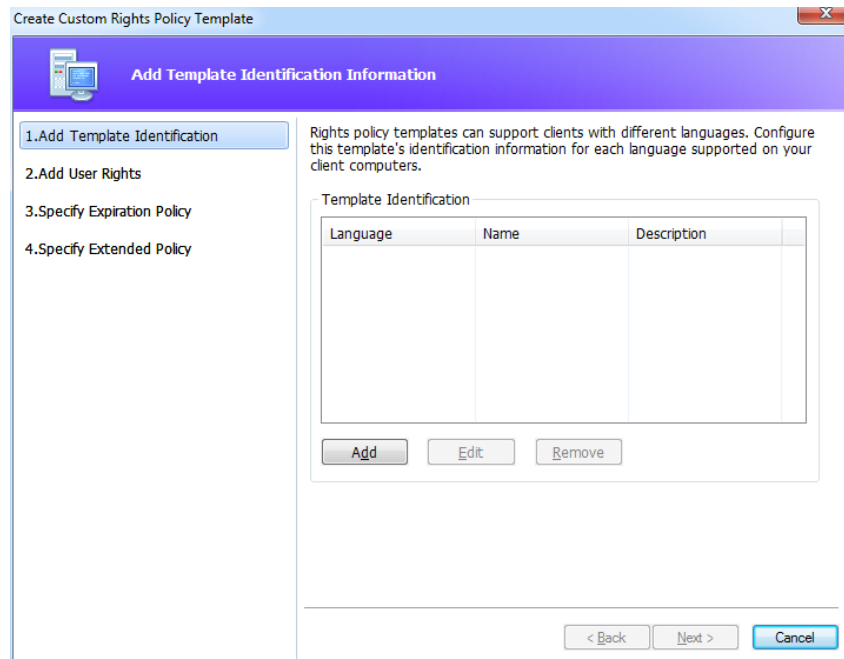 Create Custom Rights Policy Template
Add Template Identification Information
1.Add Template Identification
2.Add User Rights
3.Specify Expiration Policy
4.Specify Extended Policy
Rights policy templates can support clients with different languages. Configure
this template's identification information for each language supported on your
client computers.
Template Identification
Language Name Description
Add Edit Remove
< Back Next > Cancel